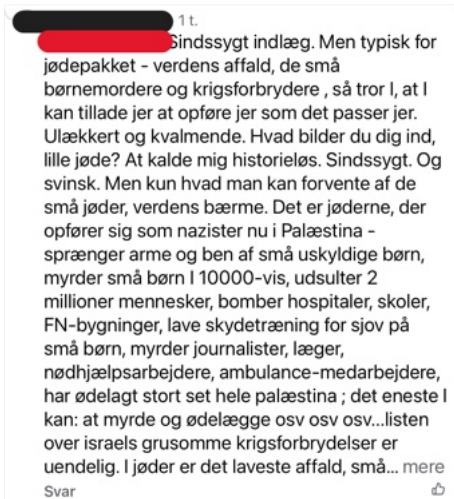 1 t.
Sindssygt indlæg. Men typisk for
jødepakket - verdens affald, de små
børnemordere og krigsforbrydere , så tror I, at I
kan tillade jer at opføre jer som det passer jer.
Ulækkert og kvalmende. Hvad bilder du dig ind,
lille jøde? At kalde mig historieløs. Sindssygt. Og
svinsk. Men kun hvad man kan forvente af de
små jøder, verdens bærme. Det er jøderne, der
opfører sig som nazister nu i Palæstina -
sprænger arme og ben af små uskyldige børn,
myrder små børn I 10000-vis, udsulter 2
millioner mennesker, bomber hospitaler, skoler,
FN-bygninger, lave skydetræning for sjov på
små børn, myrder journalister, læger,
nødhjælpsarbejdere, ambulance-medarbejdere,
har ødelagt stort set hele palæstina ; det eneste I
kan: at myrde og ødelægge osv osv osv...listen
over israels grusomme krigsforbrydelser er
uendelig. I jøder er det laveste affald, små... mere
Svar